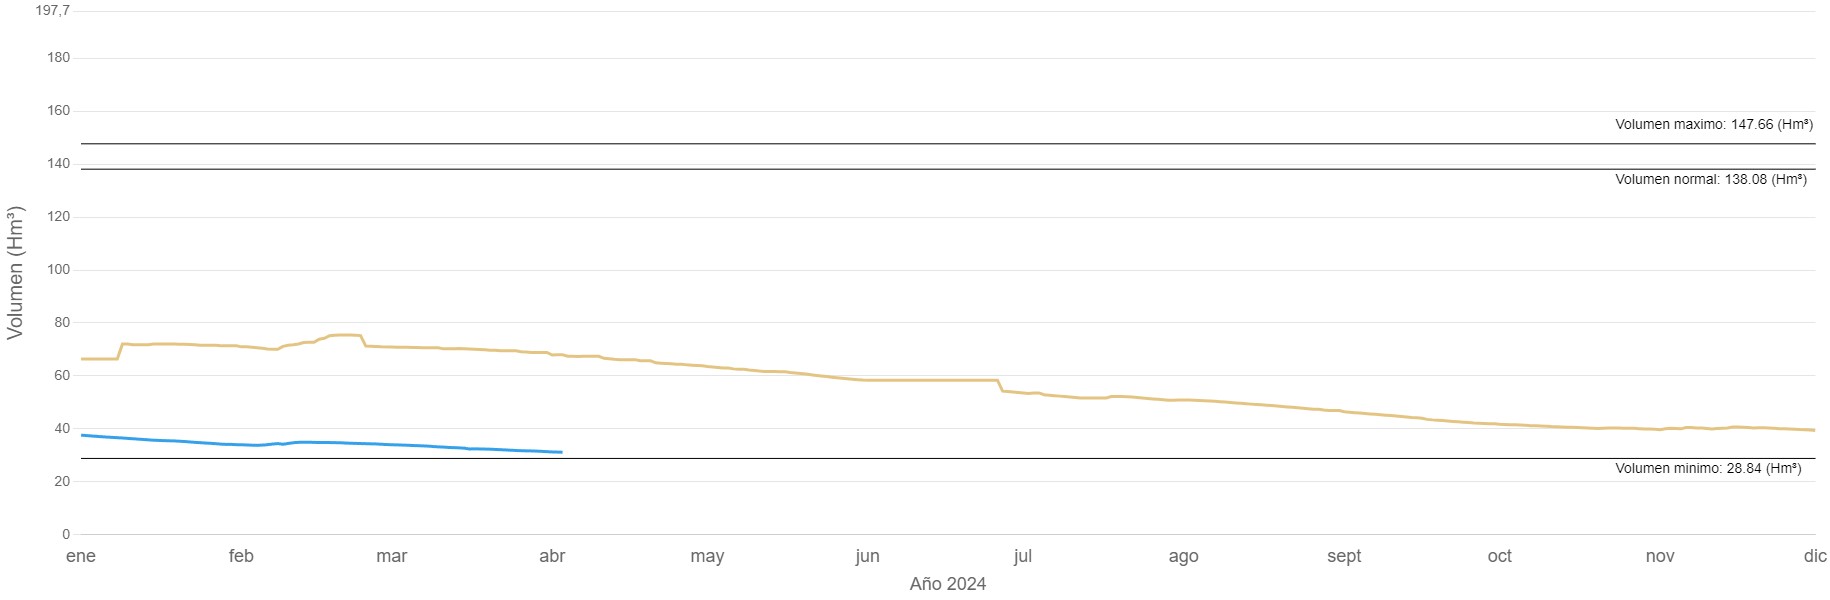 197,7
180
160
Volumen maximo: 147.66 (Hm³)
140
Volumen normal: 138.08 (Hm³)
120
Volumen (Hm³)
100
80
60
40
Volumen minimo: 28.84 (Hm³)
20
0
ene feb mar abr may jun jul ago sept oct nov dic
Año 2024